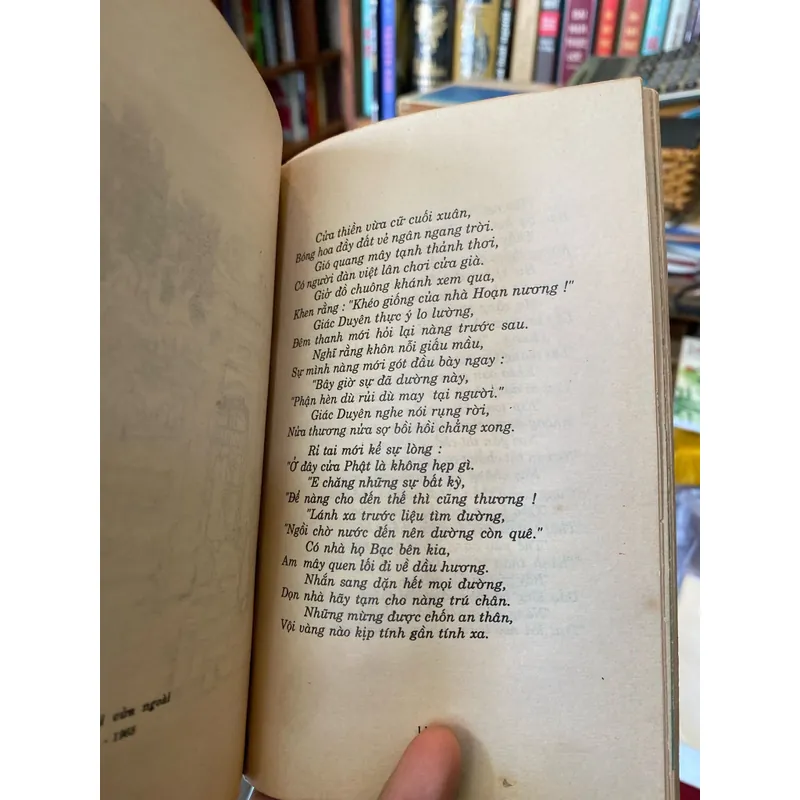 cửa ngoài
- 1965
Cửa thiền vừa cữ cuối xuân,
Bóng hoa đầy đất vẻ ngân ngang trời.
Gió quang mây tạnh thảnh thơi,
Có người đàn việt lân chơi cửa già.
Giở đồ chuông khánh xem qua,
Khen rằng : "Khéo giống của nhà Hoạn nương !"
Giác Duyên thực ý lo lường,
Đêm thanh mới hỏi lại nàng trước sau.
Nghĩ rằng khôn nỗi giấu mầu,
Sự mình nàng mới gót đầu bày ngay :
"Bây giờ sự đã dường này,
"Phận hèn dù rủi dù may tại người."
Giác Duyên nghe nói rụng rời,
Nửa thương nửa sợ bồi hồi chẳng xong.
Rỉ tai mới kể sự lòng :
"Ở đây cửa Phật là không hẹp gì.
"E chăng những sự bất kỳ,
"Để nàng cho đến thế thì cũng thương !
"Lánh xa trước liệu tìm đường,
"Ngồi chờ nước đến nên dường còn quê."
Có nhà họ Bạc bên kia,
Am mây quen lối đi về dầu hương.
Nhắn sang dặn hết mọi đường,
Dọn nhà hãy tạm cho nàng trú chân.
Những mừng được chốn an thân,
Vội vàng nào kịp tính gần tính xa.